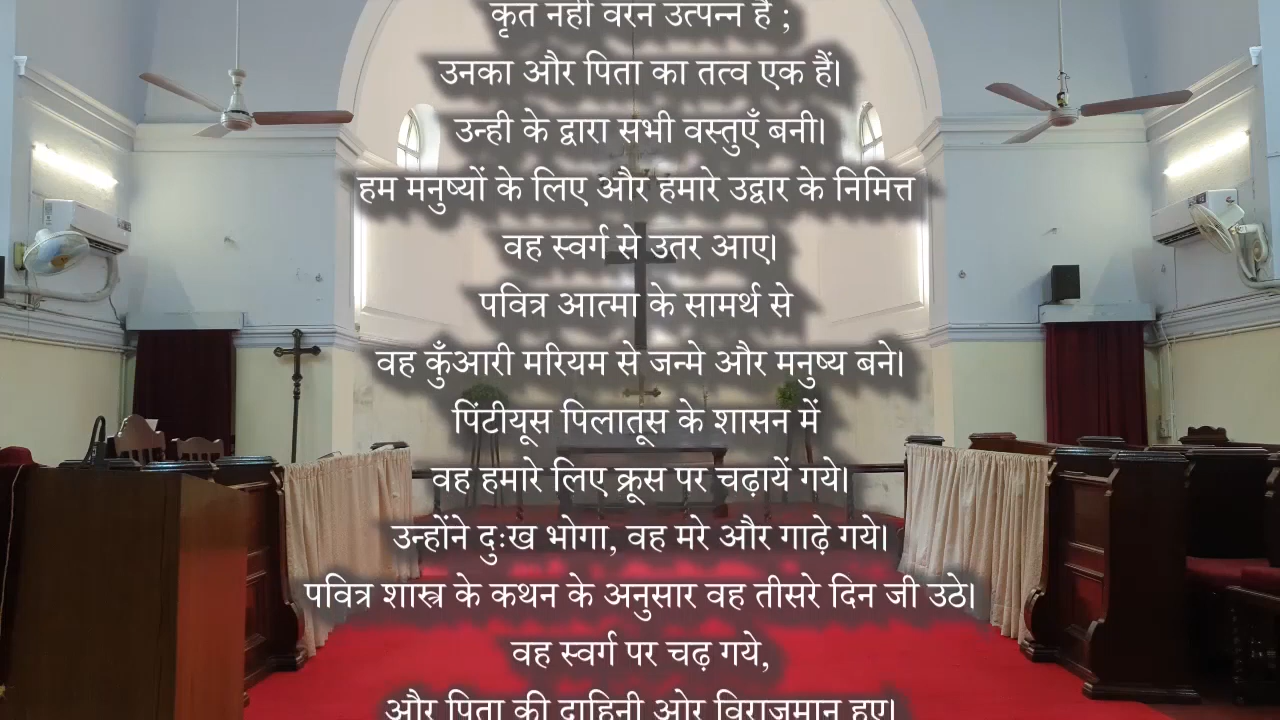 कृत नही वरन उत्पन्न है ;
उनका और पिता का तत्व एक हैं।
उन्ही के द्वारा सभी वस्तुएँ बनी।
हम मनुष्यों के लिए और हमारे उद्वार के निमित्त
वह स्वर्ग से उतर आए।
पवित्र आत्मा के सामर्थ से
वह कुँआरी मरियम से जन्मे और मनुष्य बने।
पिंटीयूस पिलातूस के शासन में
वह हमारे लिए क्रूस पर चढ़ायें गये।
उन्होंने दुःख भोगा, वह मरे और गाढ़े गये।
पवित्र शास्त्र के कथन के अनुसार वह तीसरे दिन जी उठे।
वह स्वर्ग पर चढ़ गये,
और पिता की दाहिनी ओर विराजमान हुए।